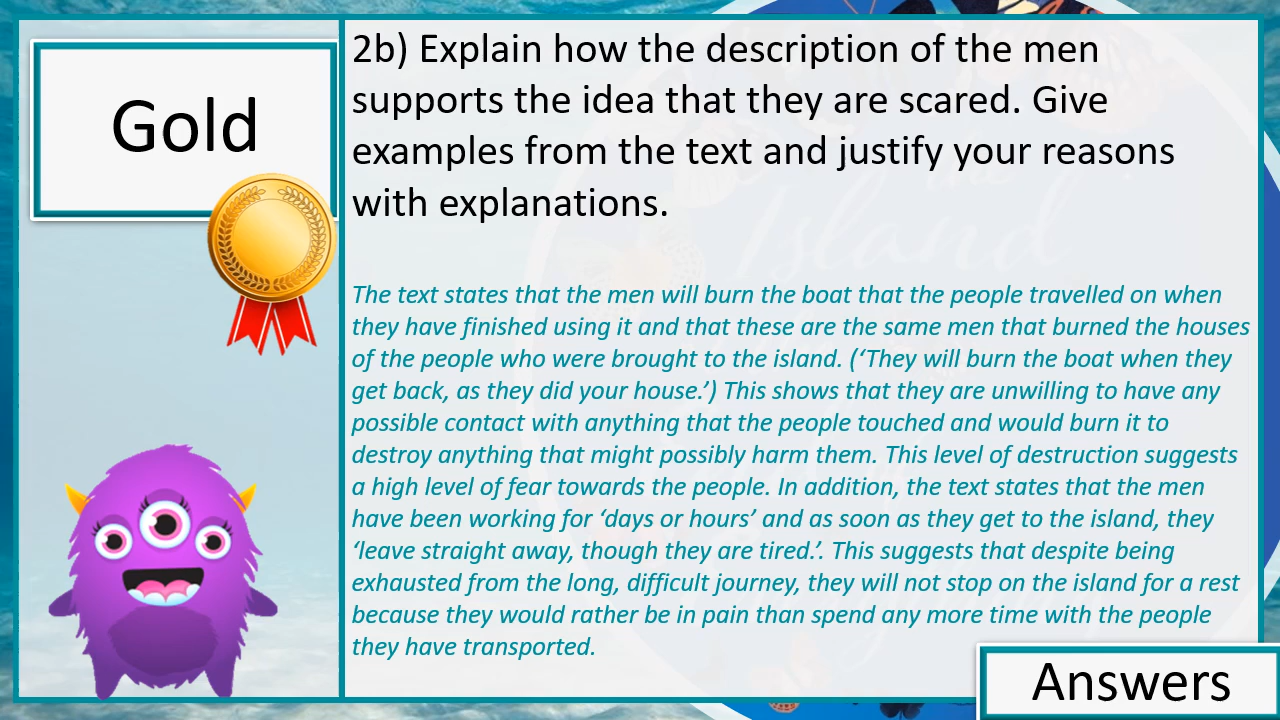 Gold
2b) Explain how the description of the men
supports the idea that they are scared. Give
examples from the text and justify your reasons
with explanations.
The text states that the men will burn the boat that the people travelled on when
they have finished using it and that these are the same men that burned the houses
of the people who were brought to the island. (‘They will burn the boat when they
get back, as they did your house.’) This shows that they are unwilling to have any
possible contact with anything that the people touched and would burn it to
destroy anything that might possibly harm them. This level of destruction suggests
a high level of fear towards the people. In addition, the text states that the men
have been working for ‘days or hours’ and as soon as they get to the island, they
‘leave straight away, though they are tired.’. This suggests that despite being
exhausted from the long, difficult journey, they will not stop on the island for a rest
because they would rather be in pain than spend any more time with the people
they have transported.
Island
Answers